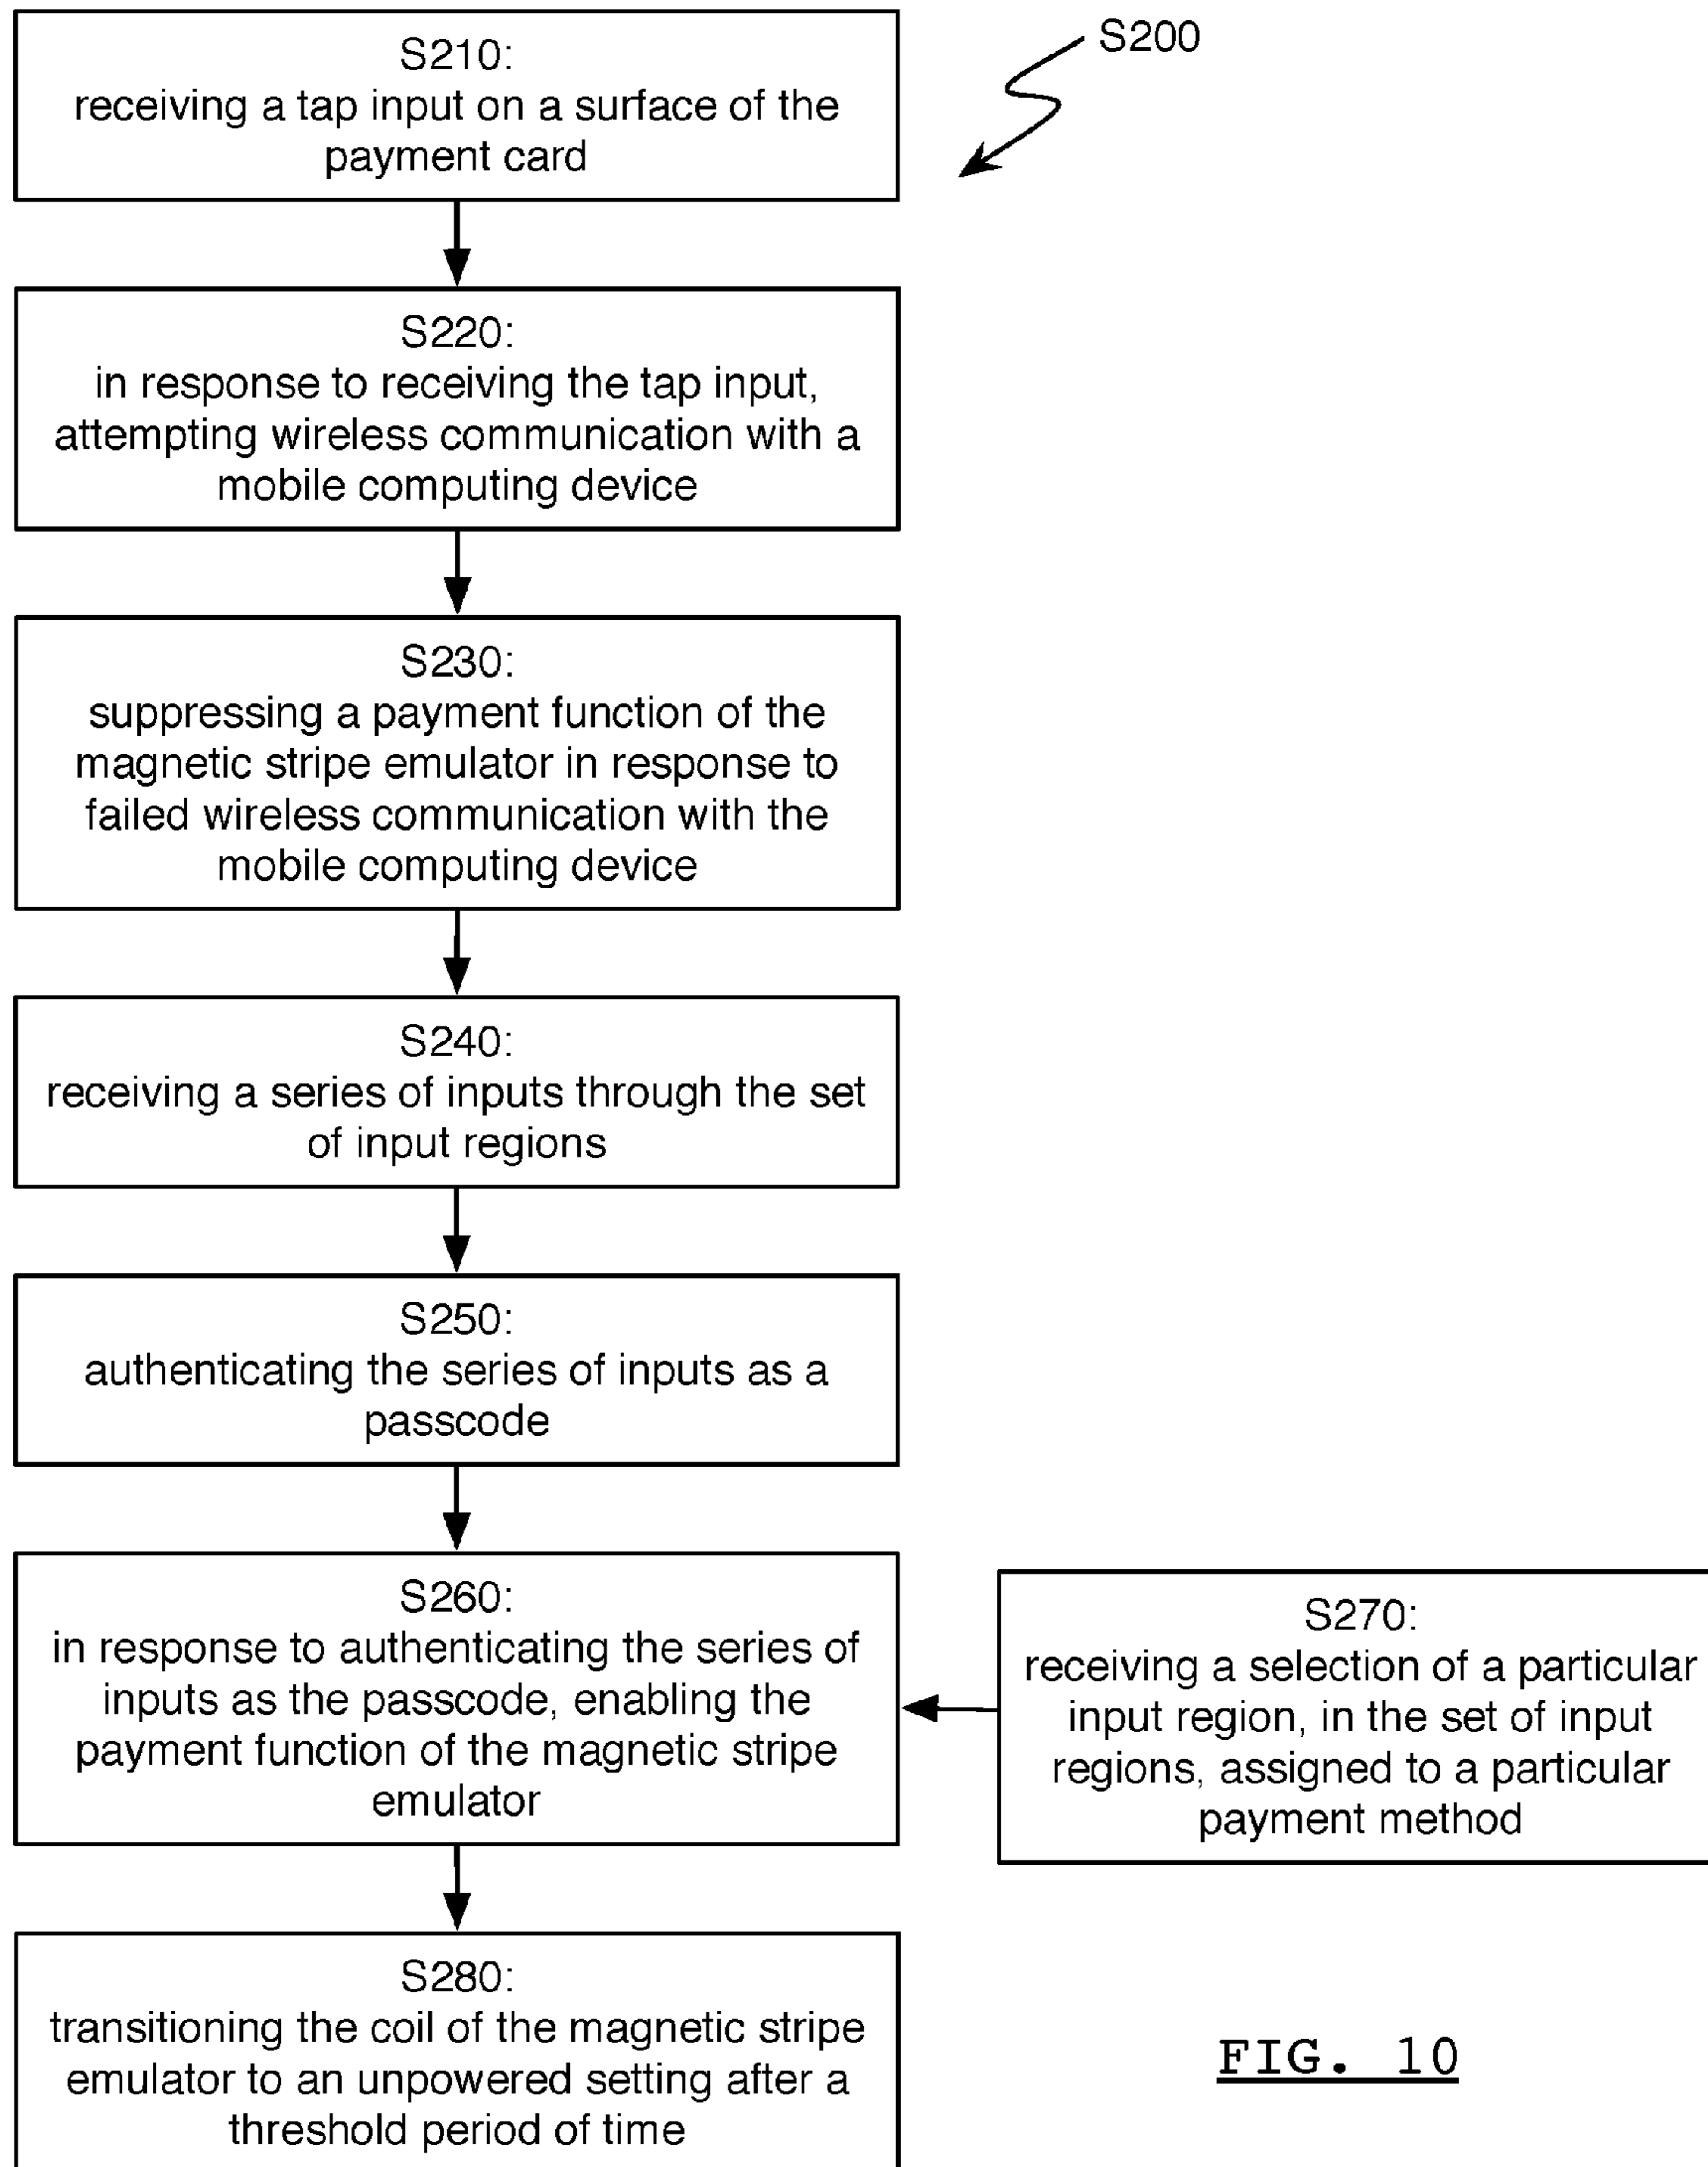 S200
S210:
receiving a tap input on a surface of the
payment card
S220:
in response to receiving the tap input,
attempting wireless communication with a
mobile computing device
S230:
suppressing a payment function of the
magnetic stripe emulator in response to
failed wireless communication with the
mobile computing device
S240:
receiving a series of inputs through the set
of input regions
S250:
authenticating the series of inputs as a
passcode
S260:
in response to authenticating the series of
inputs as the passcode, enabling the
payment function of the magnetic stripe
emulator
S270:
receiving a selection of a particular
input region, in the set of input
regions, assigned to a particular
payment method
S280:
transitioning the coil of the magnetic stripe
emulator to an unpowered setting after a
threshold period of time
FIG. 10